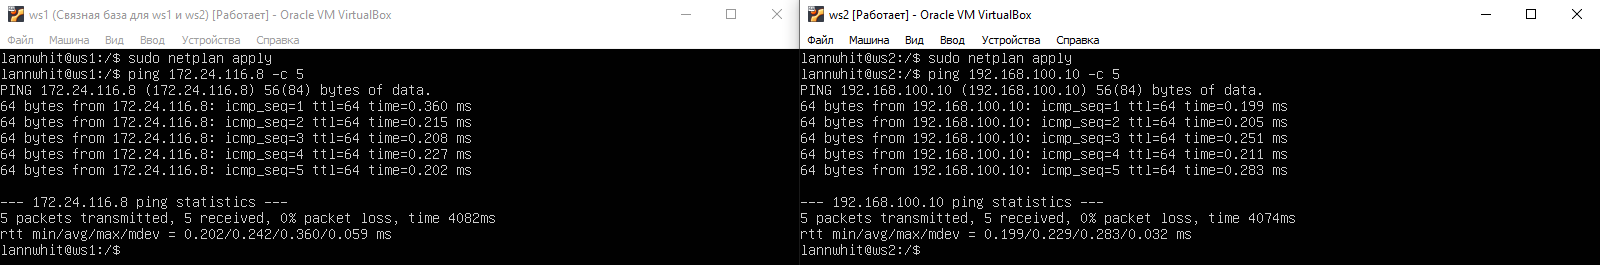 ws1 (Связная база для ws1 и ws2) [Работает] - Oracle VM VirtualBox
Файл Машина Вид Ввод Устройства Справка
lannwhit@ws1:/$ sudo netplan apply
lannwhit@ws1:/$ ping 172.24.116.8 -c 5
PING 172.24.116.8 (172.24.116.8) 56(84) bytes of data.
64 bytes from 172.24.116.8: icmp_seq=1 ttl=64 time=0.360 ms
64 bytes from 172.24.116.8: icmp_seq=2 ttl=64 time=0.215 ms
64 bytes from 172.24.116.8: icmp_seq=3 ttl=64 time=0.208 ms
64 bytes from 172.24.116.8: icmp_seq=4 ttl=64 time=0.227 ms
64 bytes from 172.24.116.8: icmp_seq=5 ttl=64 time=0.202 ms
--- 172.24.116.8 ping statistics ---
5 packets transmitted, 5 received, 0% packet loss, time 4082ms
rtt min/avg/max/mdev = 0.202/0.242/0.360/0.059 ms
lannwhit@ws1:/$
ws2 [Работает] - Oracle VM VirtualBox
Файл Машина Вид Ввод Устройства Справка
lannwhit@ws2:/$ sudo netplan apply
lannwhit@ws2:/$ ping 192.168.100.10 -c 5
PING 192.168.100.10 (192.168.100.10) 56(84) bytes of data.
64 bytes from 192.168.100.10: icmp_seq=1 ttl=64 time=0.199 ms
64 bytes from 192.168.100.10: icmp_seq=2 ttl=64 time=0.205 ms
64 bytes from 192.168.100.10: icmp_seq=3 ttl=64 time=0.251 ms
64 bytes from 192.168.100.10: icmp_seq=4 ttl=64 time=0.211 ms
64 bytes from 192.168.100.10: icmp_seq=5 ttl=64 time=0.283 ms
--- 192.168.100.10 ping statistics ---
5 packets transmitted, 5 received, 0% packet loss, time 4074ms
rtt min/avg/max/mdev = 0.199/0.229/0.283/0.032 ms
lannwhit@ws2:/$